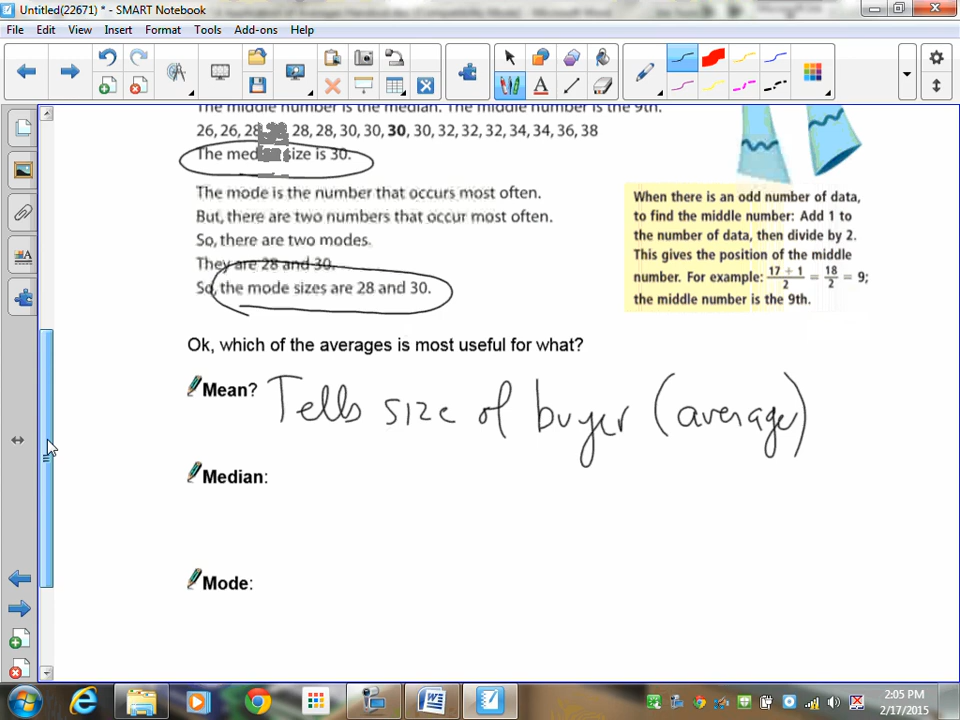 Untitled(22671) * - SMART Notebook
File Edit View Insert Format Tools Add-ons Help
The middle number is the median. The middle number is the 9th.
26, 26, 28, 28, 28, 30, 30, 30, 30, 32, 32, 32, 34, 34, 36, 38
The median size is 30.
The mode is the number that occurs most often.
But, there are two numbers that occur most often.
So, there are two modes.
They are 28 and 30.
So, the mode sizes are 28 and 30.
When there is an odd number of data,
to find the middle number: Add 1 to
the number of data, then divide by 2.
This gives the position of the middle
number. For example: 17 + 1 / 2 = 18 / 2 = 9;
the middle number is the 9th.
Ok, which of the averages is most useful for what?
Mean? Tells size of buyer (average)
Median:
Mode:
2:05 PM
2/17/2015